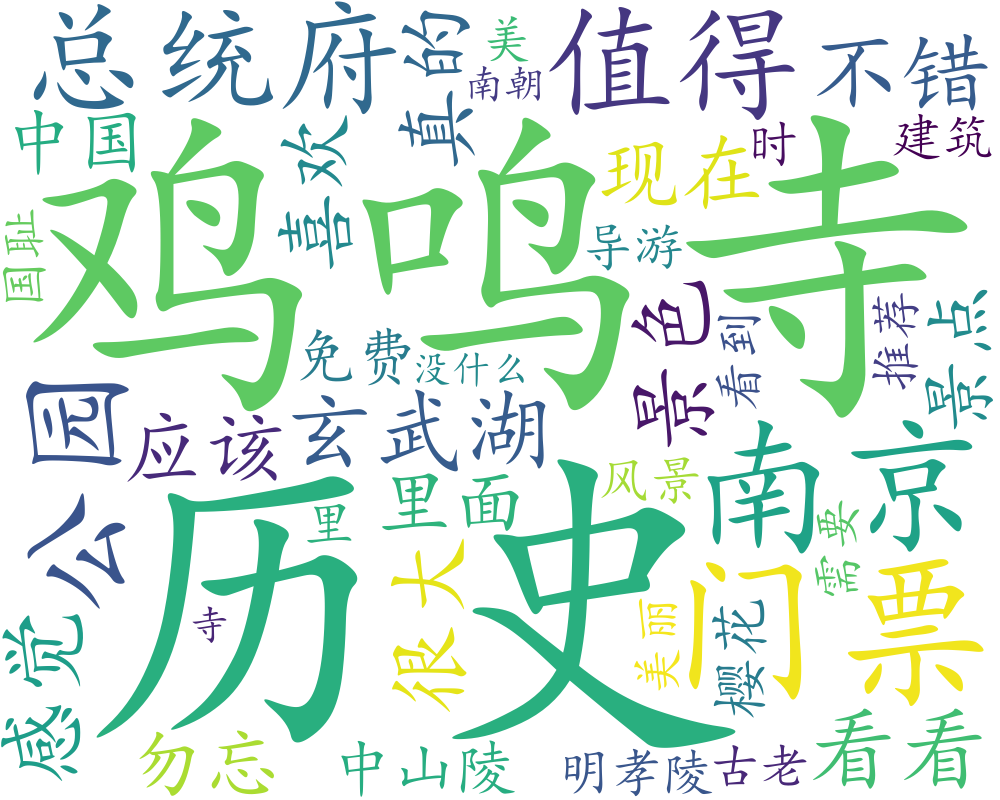 总统府
真的
美
南朝
值得
不错
中国
喜欢
现在
时
建筑
国耻
鸡鸣寺
导游
景色
看到
推荐
景点
免费
没什么
公园
应该
玄武湖
里面
风景
南京
历史
里
需要
感觉
寺
很大
美丽
门票
樱花
勿忘
中山陵
明孝陵
古老
看看